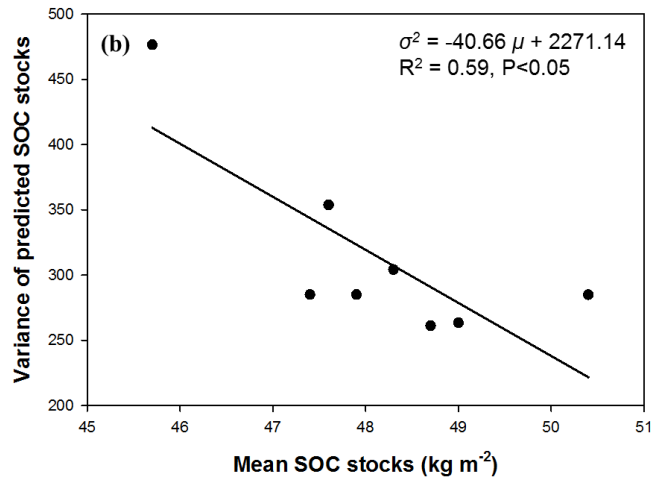 (b)
σ² = -40.66 μ + 2271.14
R² = 0.59, P<0.05
Variance of predicted SOC stocks
500
450
400
350
300
250
200
45 46 47 48 49 50 51
Mean SOC stocks (kg m⁻²)